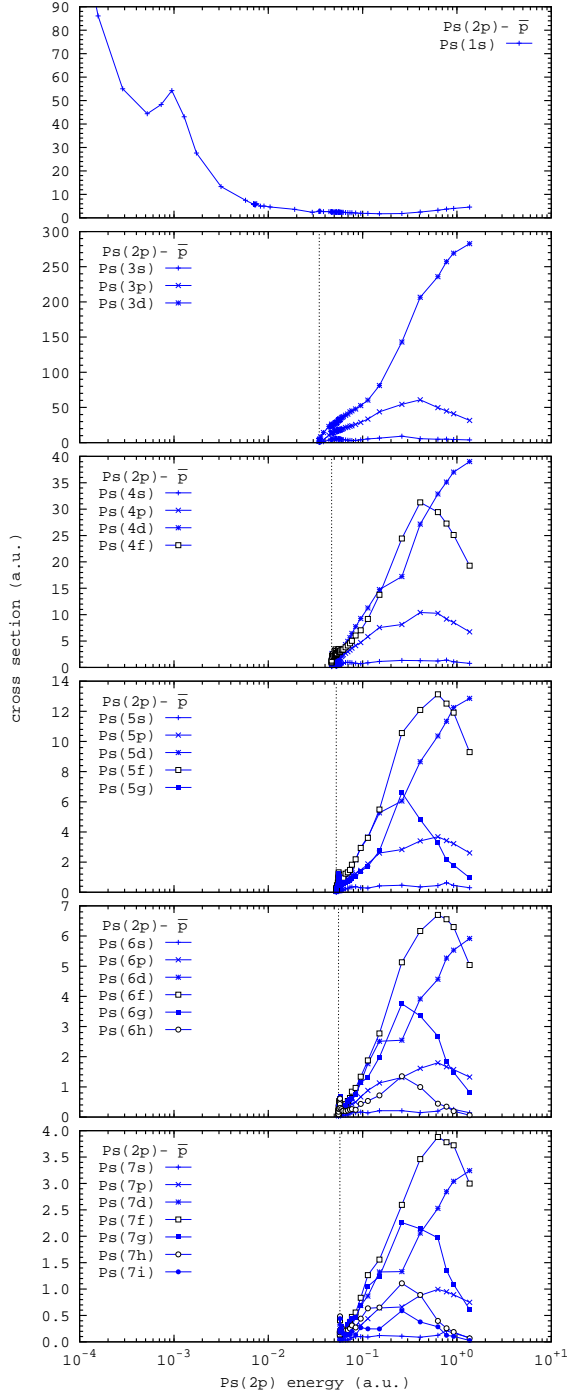 90
80
70
60
50
40
30
20
10
0
Ps(2p)- p̅
Ps(1s)
300
250
200
150
100
50
0
Ps(2p)- p̅
Ps(3s)
Ps(3p)
Ps(3d)
40
35
30
25
20
15
10
5
0
Ps(2p)- p̅
Ps(4s)
Ps(4p)
Ps(4d)
Ps(4f)
cross section (a.u.)
14
12
10
8
6
4
2
0
Ps(2p)- p̅
Ps(5s)
Ps(5p)
Ps(5d)
Ps(5f)
Ps(5g)
7
6
5
4
3
2
1
0
Ps(2p)- p̅
Ps(6s)
Ps(6p)
Ps(6d)
Ps(6f)
Ps(6g)
Ps(6h)
4.0
3.5
3.0
2.5
2.0
1.5
1.0
0.5
0.0
Ps(2p)- p̅
Ps(7s)
Ps(7p)
Ps(7d)
Ps(7f)
Ps(7g)
Ps(7h)
Ps(7i)
10⁻⁴ 10⁻³ 10⁻² 10⁻¹ 10⁺⁰ 10⁺¹
Ps(2p) energy (a.u.)